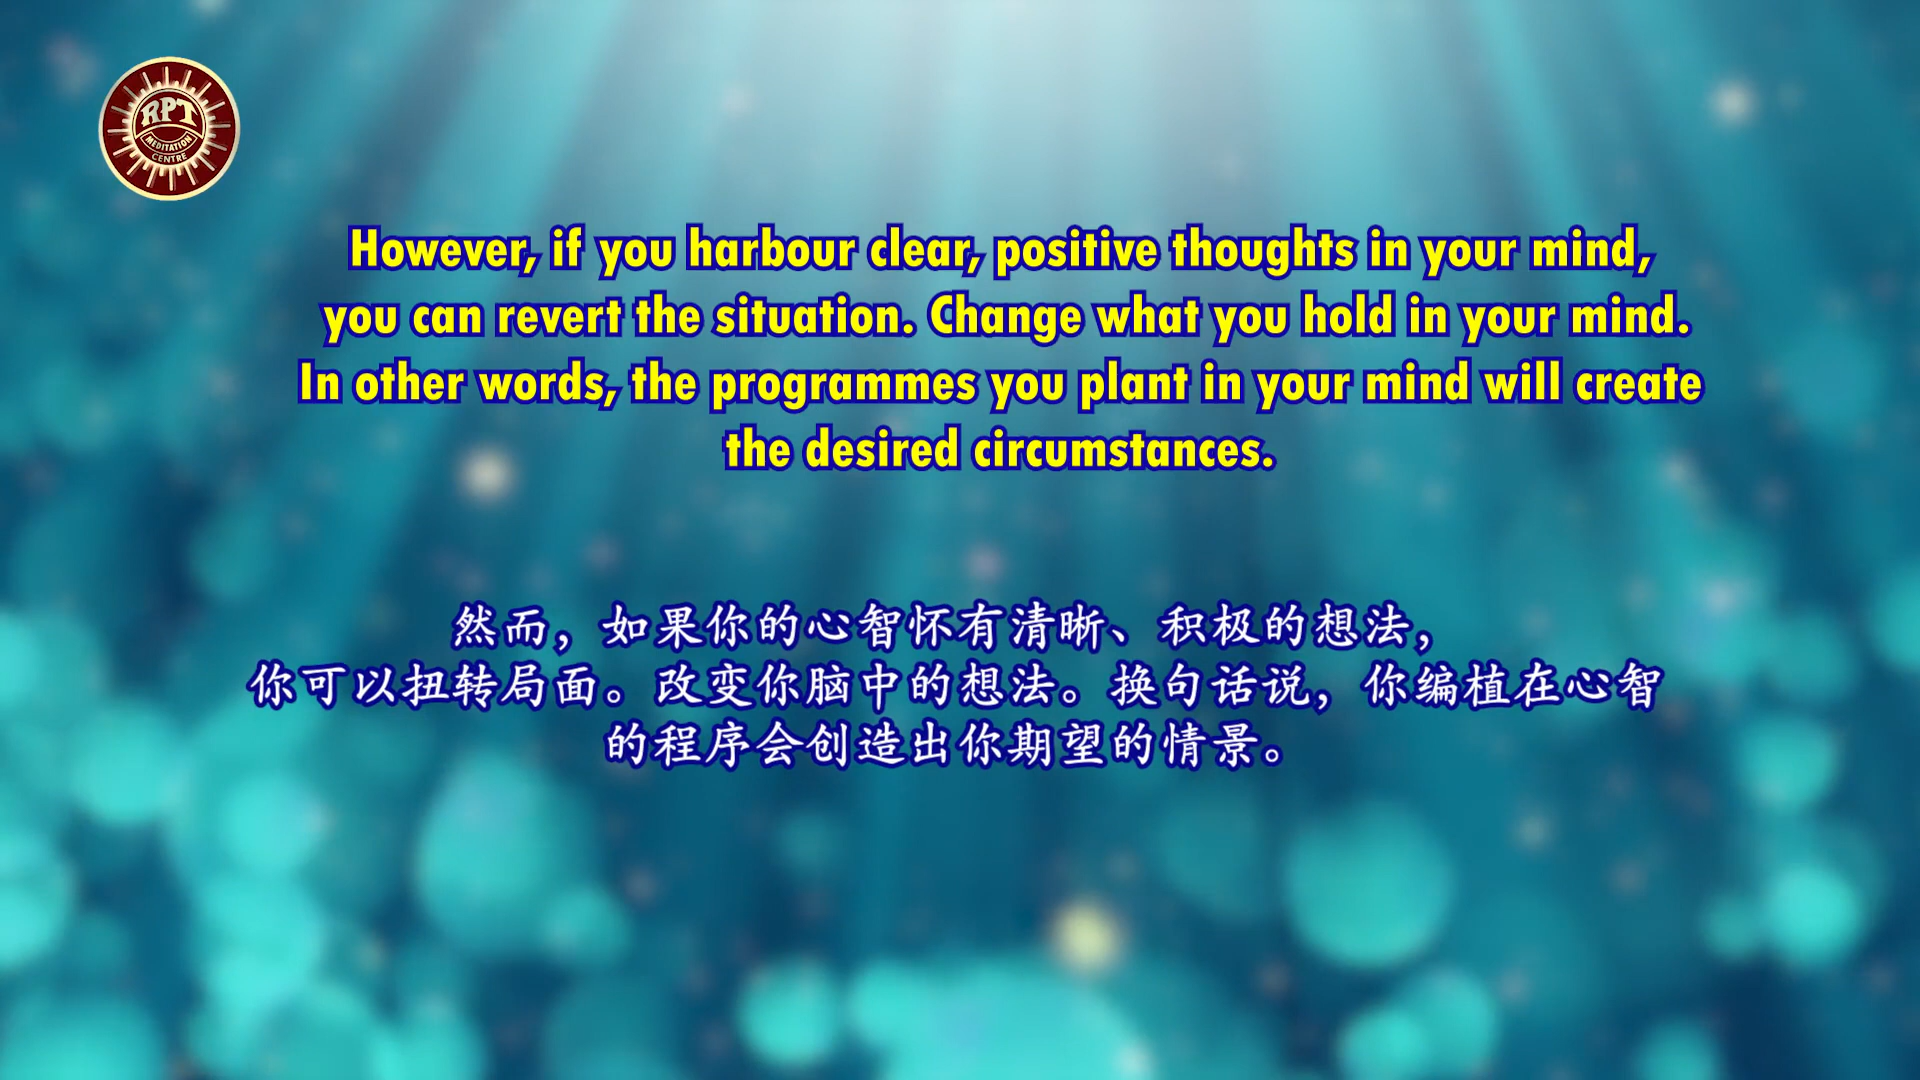 RPT
MEDITATION
CENTRE
However, if you harbour clear, positive thoughts in your mind,
you can revert the situation. Change what you hold in your mind.
In other words, the programmes you plant in your mind will create
the desired circumstances.
然而，如果你的心智怀有清晰、积极的想法，
你可以扭转局面。改变你脑中的想法。换句话说，你编植在心智
的程序会创造出你期望的情景。